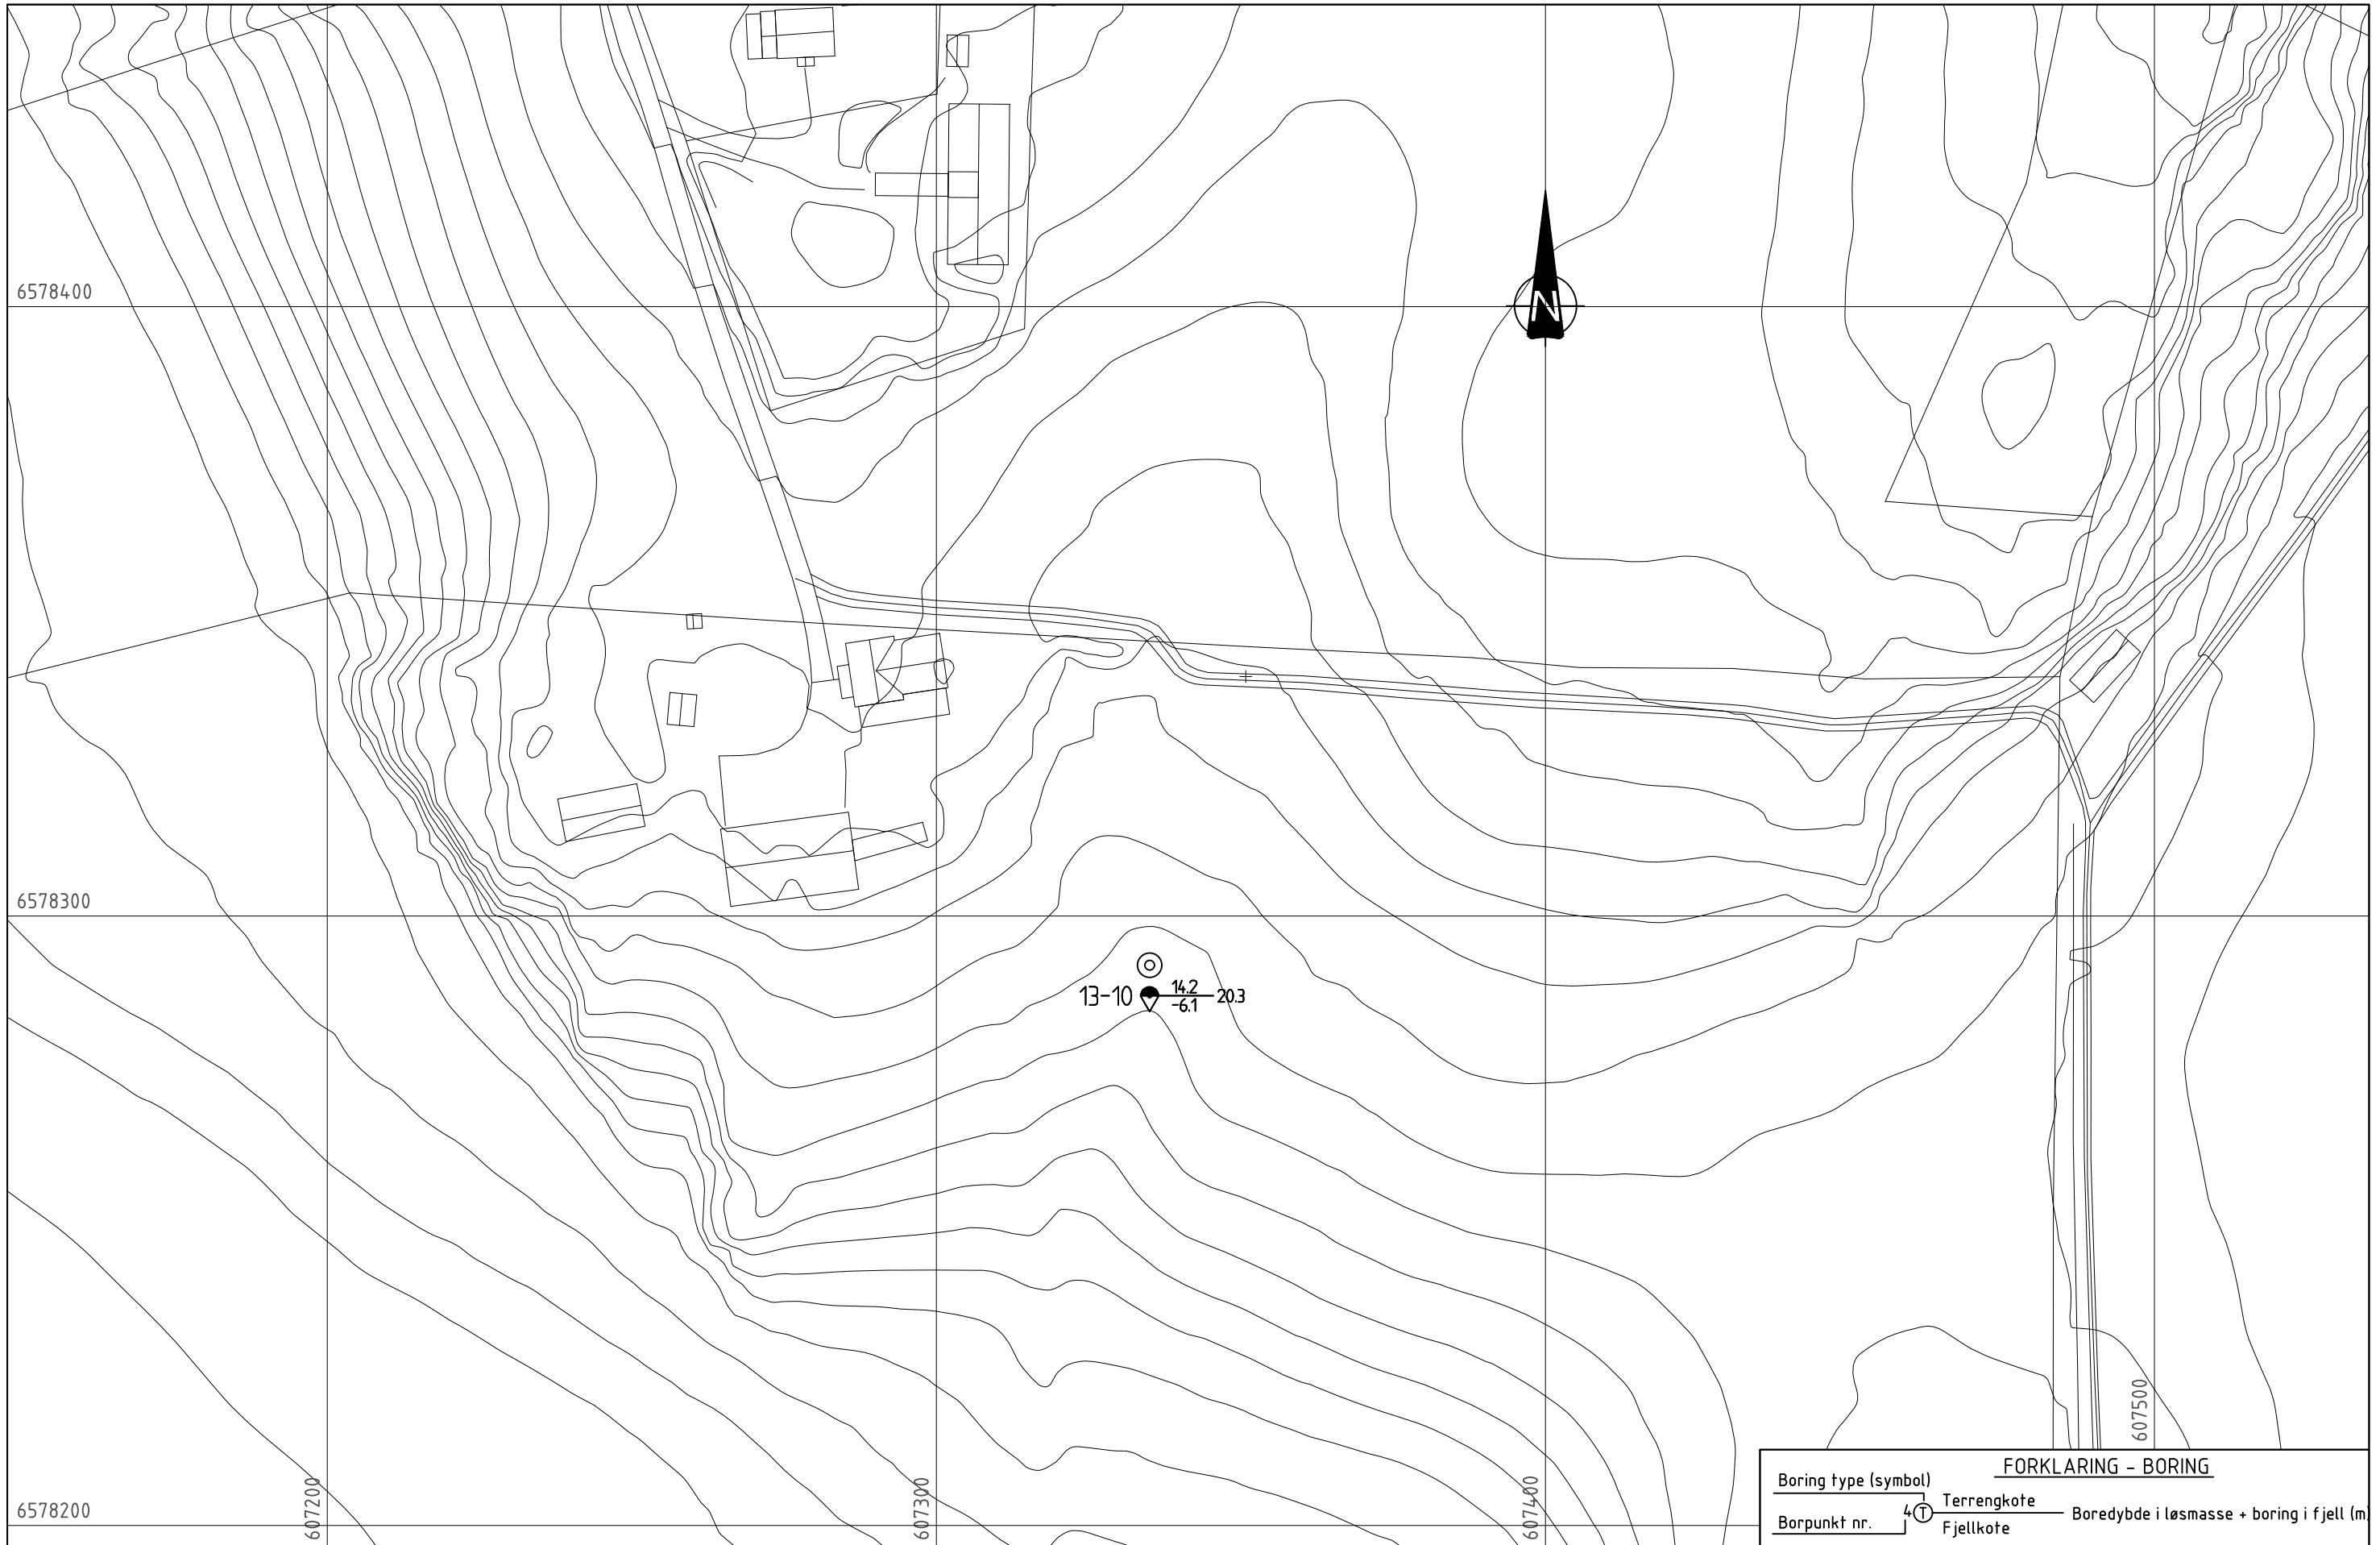 6578400
N
6578300
13-10
14.2
-6.1
20.3
6578200
607200
607300
607400
607500
FORKLARING - BORING
Boring type (symbol)
4 T
Terrengkote
Boredybde i løsmasse + boring i fjell (m)
Borpunkt nr.
Fjellkote